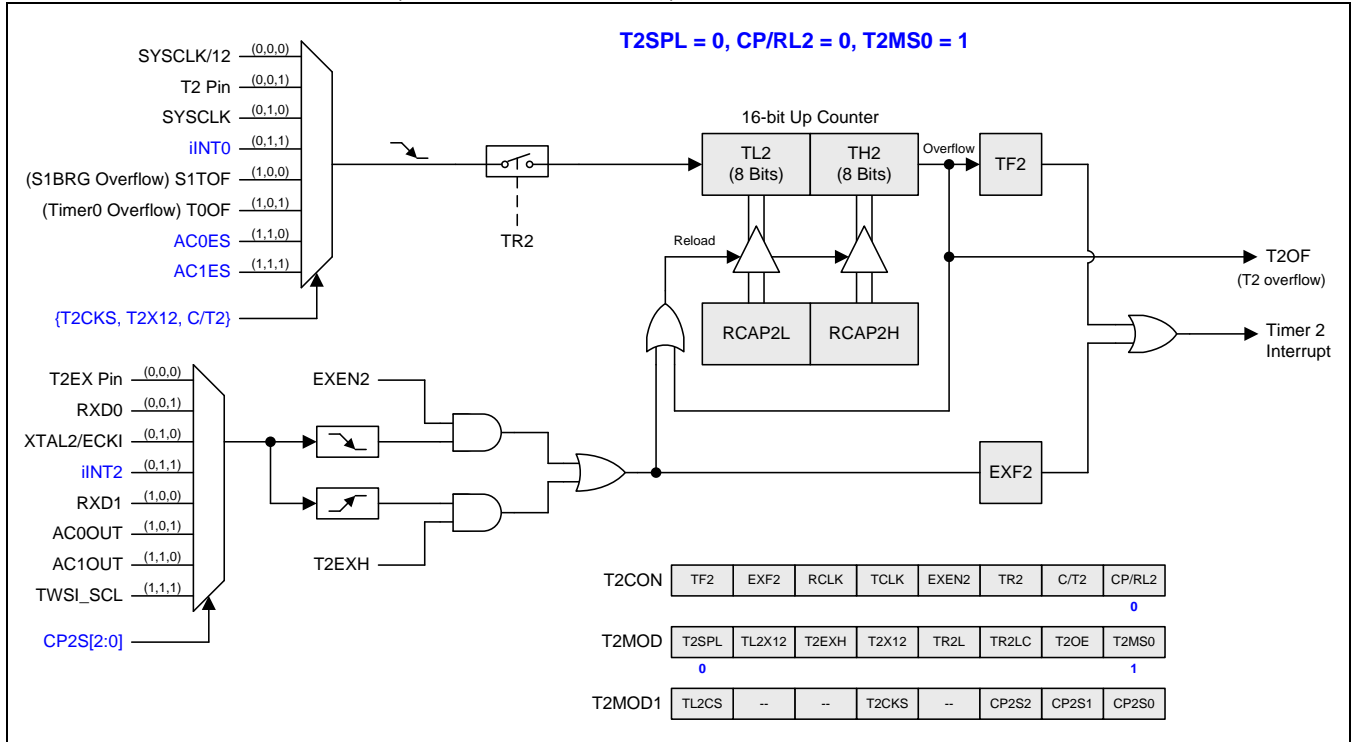 T2SPL = 0, CP/RL2 = 0, T2MS0 = 1
SYSCLK/12 (0,0,0)
T2 Pin (0,0,1)
SYSCLK (0,1,0)
iINT0 (0,1,1)
(S1BRG Overflow) S1TOF (1,0,0)
(Timer0 Overflow) T0OF (1,0,1)
AC0ES (1,1,0)
AC1ES (1,1,1)
{T2CKS, T2X12, C/T2}
TR2
16-bit Up Counter
TL2
(8 Bits)
TH2
(8 Bits)
Overflow
TF2
Reload
RCAP2L
RCAP2H
T2OF
(T2 overflow)
Timer 2
Interrupt
T2EX Pin (0,0,0)
RXD0 (0,0,1)
XTAL2/ECKI (0,1,0)
iINT2 (0,1,1)
RXD1 (1,0,0)
AC0OUT (1,0,1)
AC1OUT (1,1,0)
TWSI_SCL (1,1,1)
CP2S[2:0]
EXEN2
T2EXH
EXF2
T2CON TF2 EXF2 RCLK TCLK EXEN2 TR2 C/T2 CP/RL2
0
T2MOD T2SPL TL2X12 T2EXH T2X12 TR2L TR2LC T2OE T2MS0
0 1
T2MOD1 TL2CS -- -- T2CKS -- CP2S2 CP2S1 CP2S0